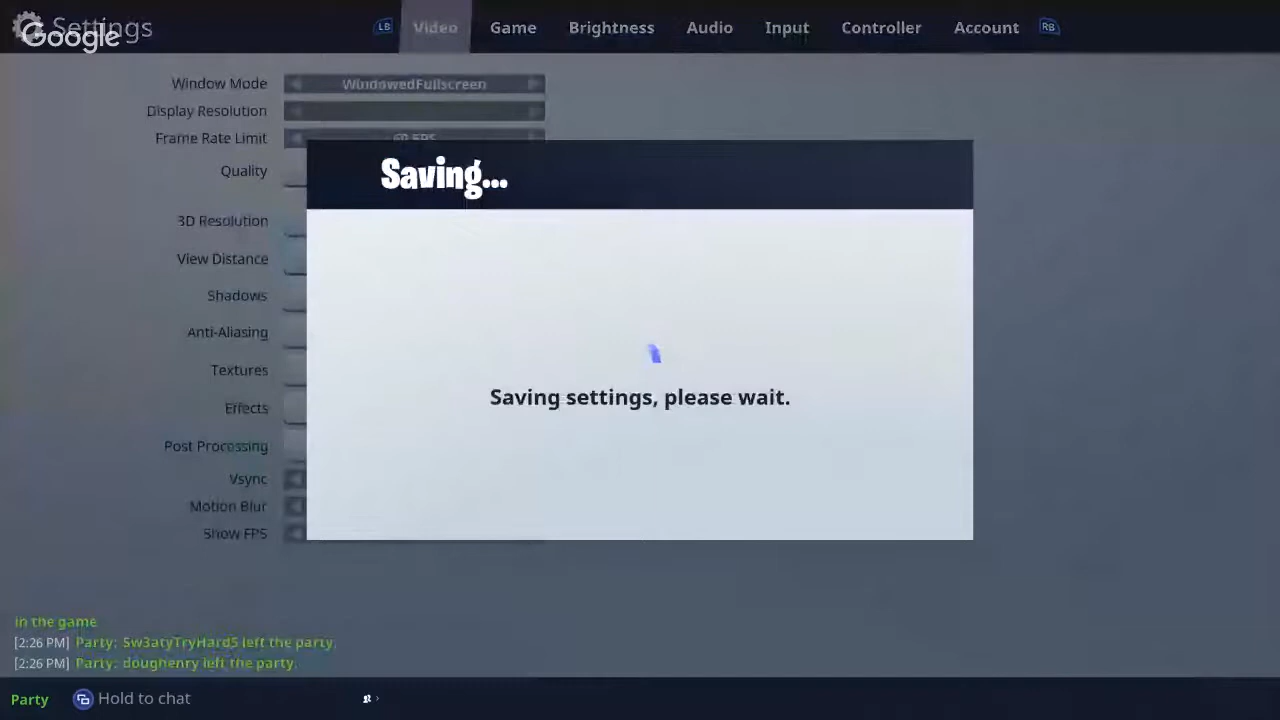 Settings
Google
LB Video Game Brightness Audio Input Controller Account RB
Window Mode WindowedFullscreen
Display Resolution
Frame Rate Limit 60 FPS
Quality
3D Resolution
View Distance
Shadows
Anti-Aliasing
Textures
Effects
Post Processing
Vsync
Motion Blur
Show FPS
Saving...
Saving settings, please wait.
in the game
[2:26 PM] Party: Sw3atyTryHard5 left the party.
[2:26 PM] Party: doughenry left the party.
Party Hold to chat